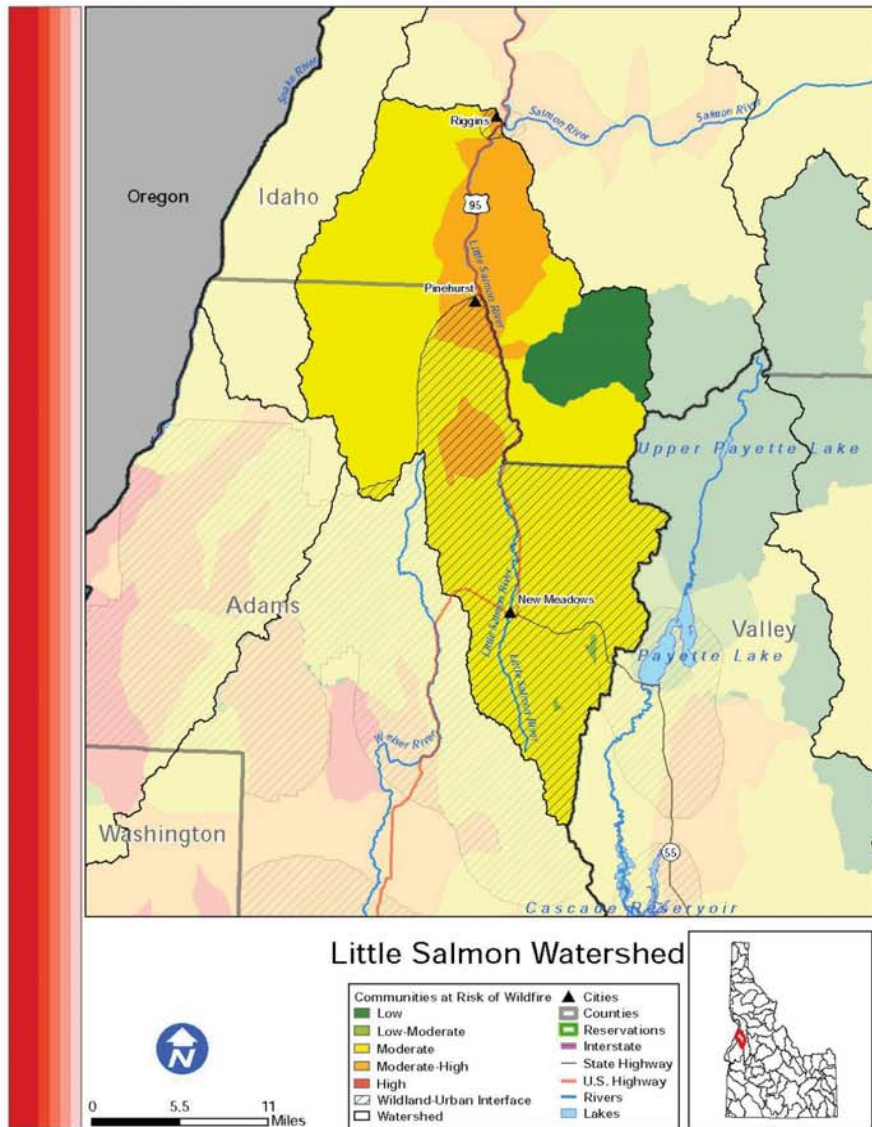 Snake River
Riggins
Salmon River
Salmon River
Oregon
Idaho
95
Little Salmon River
Pinehurst
Upper Payette Lake
Adams
New Meadows
Little Salmon River
Valley
Payette Lake
Little Salmon River
Weiser River
Washington
55
Cascade Reservoir
Little Salmon Watershed
Communities at Risk of Wildfire
Low
Low-Moderate
Moderate
Moderate-High
High
Wildland-Urban Interface
Watershed
Cities
Counties
Reservations
Interstate
State Highway
U.S. Highway
Rivers
Lakes
N
0 5.5 11
Miles